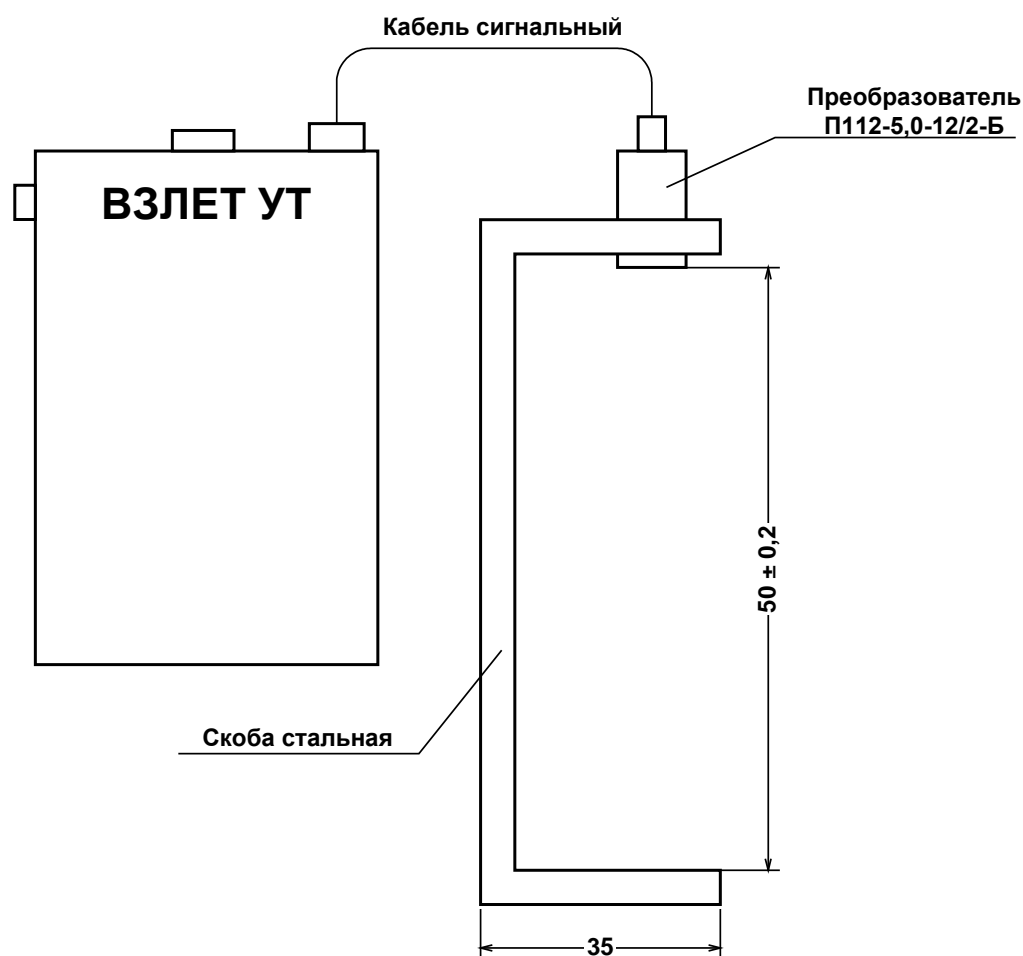 Кабель сигнальный
Преобразователь
П112-5,0-12/2-Б
ВЗЛЕТ УТ
50 ± 0,2
Скоба стальная
35